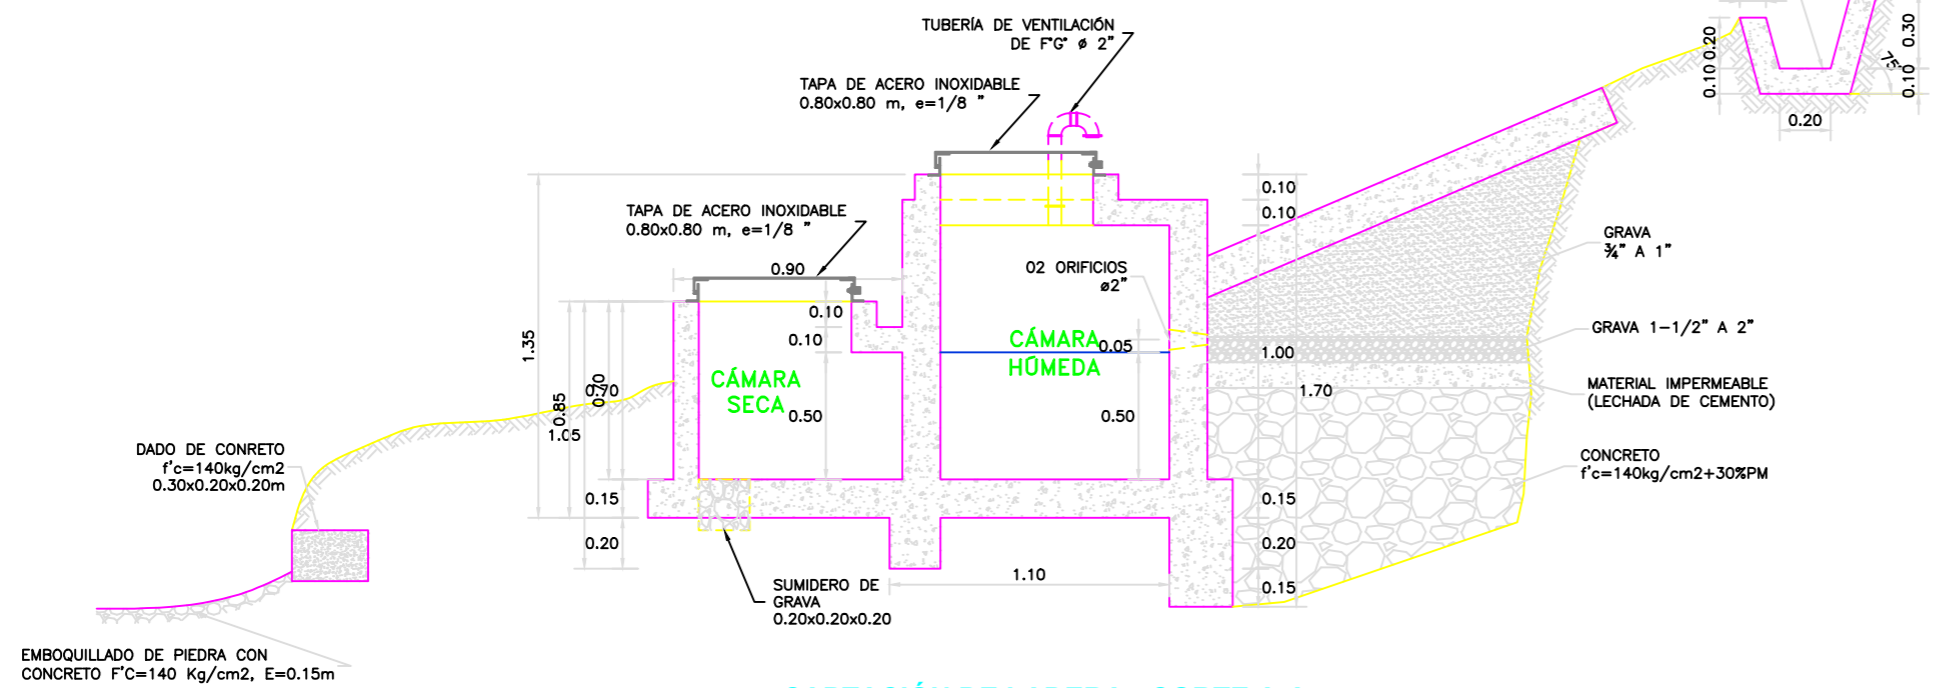 TUBERÍA DE VENTILACIÓN
DE F°G° ø 2"
TAPA DE ACERO INOXIDABLE
0.80x0.80 m, e=1/8 "
TAPA DE ACERO INOXIDABLE
0.80x0.80 m, e=1/8 "
0.90
0.10
0.10
0.50
1.35
0.85
1.05
0.70
0.70
0.15
0.20
CÁMARA
SECA
02 ORIFICIOS
ø2"
CÁMARA
HÚMEDA
0.05
0.50
1.10
0.10
0.10
1.00
1.70
0.15
0.20
0.15
0.20
0.10
0.20
0.30
0.10
75°
GRAVA
¾" A 1"
GRAVA 1-1/2" A 2"
MATERIAL IMPERMEABLE
(LECHADA DE CEMENTO)
CONCRETO
f'c=140kg/cm2+30%PM
DADO DE CONRETO
f'c=140kg/cm2
0.30x0.20x0.20m
SUMIDERO DE
GRAVA
0.20x0.20x0.20
EMBOQUILLADO DE PIEDRA CON
CONCRETO F'C=140 Kg/cm2, E=0.15m